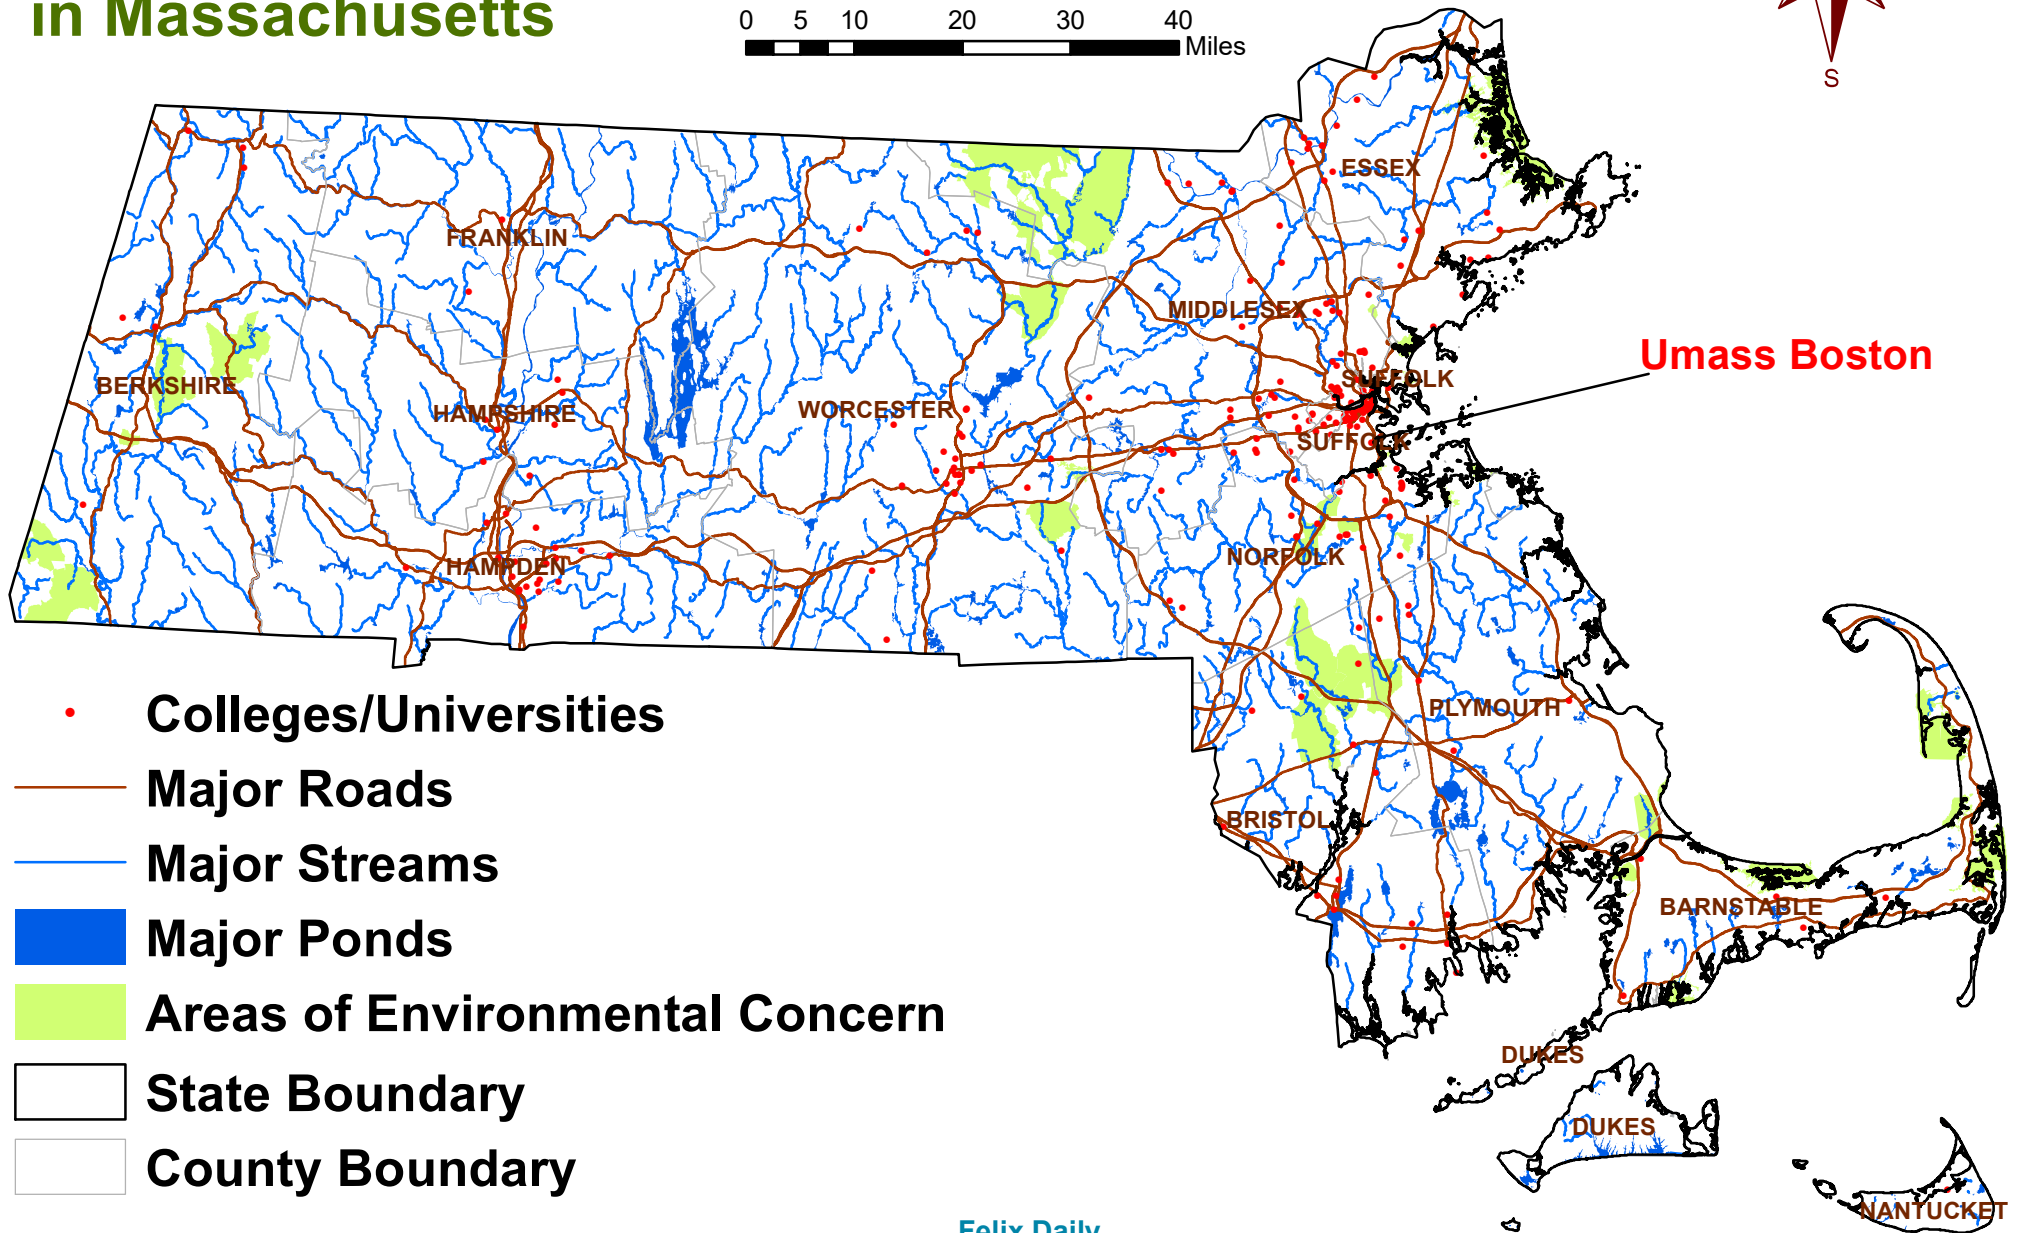 in Massachusetts
0 5 10 20 30 40
Miles
S
ESSEX
FRANKLIN
MIDDLESEX
Umass Boston
SUFFOLK
BERKSHIRE
HAMPSHIRE
WORCESTER
SUFFOLK
NORFOLK
HAMPDEN
PLYMOUTH
BRISTOL
BARNSTABLE
DUKES
DUKES
NANTUCKET
Colleges/Universities
Major Roads
Major Streams
Major Ponds
Areas of Environmental Concern
State Boundary
County Boundary
Felix Daily